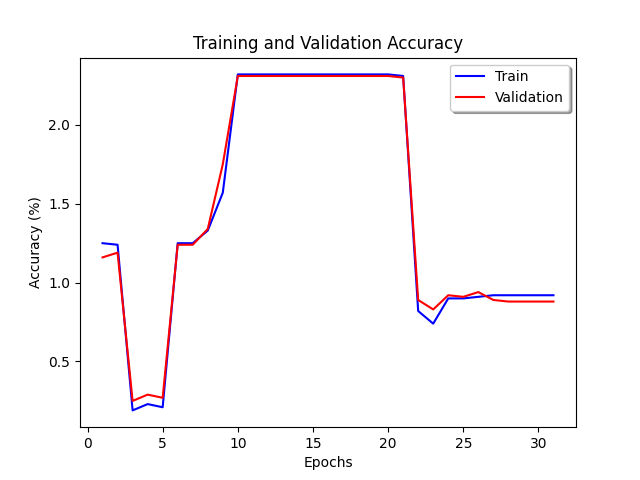 Training and Validation Accuracy
Train
Validation
2.0
1.5
1.0
0.5
Accuracy (%)
0 5 10 15 20 25 30
Epochs